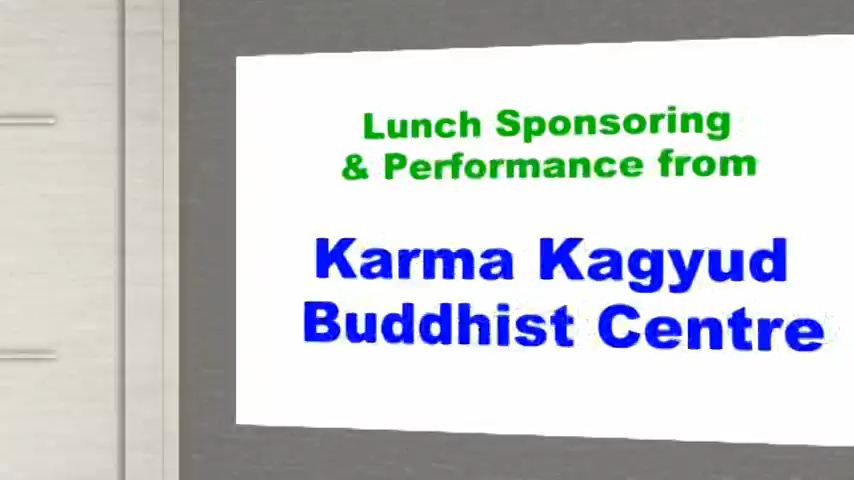 Lunch Sponsoring
& Performance from
Karma Kagyud
Buddhist Centre